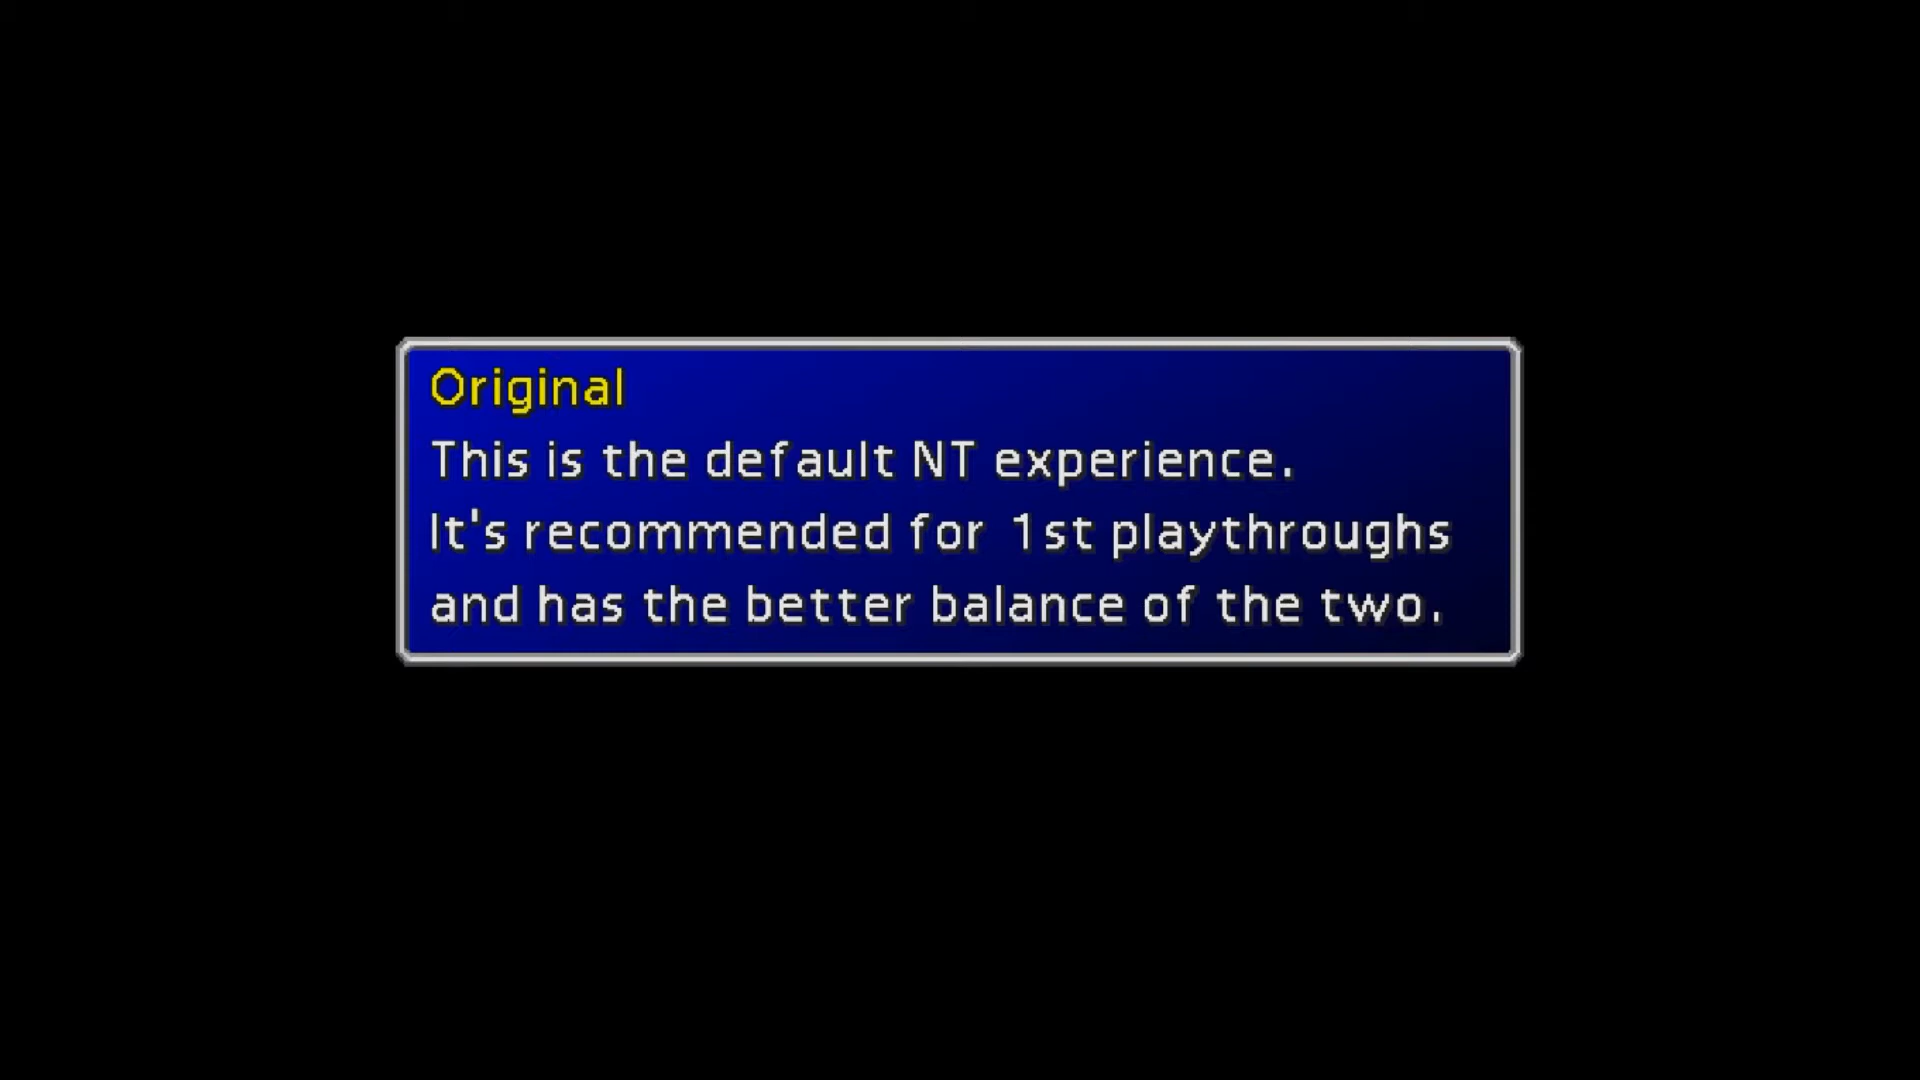 Original
This is the default NT experience.
It's recommended for 1st playthroughs
and has the better balance of the two.